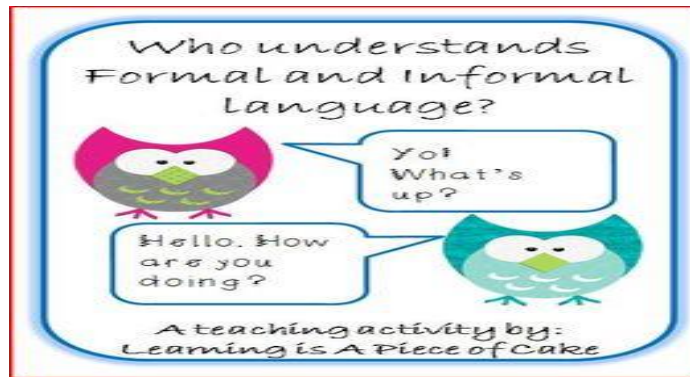 Who understands
Formal and Informal
language?
Yo!
What's
up?
Hello. How
are you
doing?
A teaching activity by:
Learning is A Piece of Cake